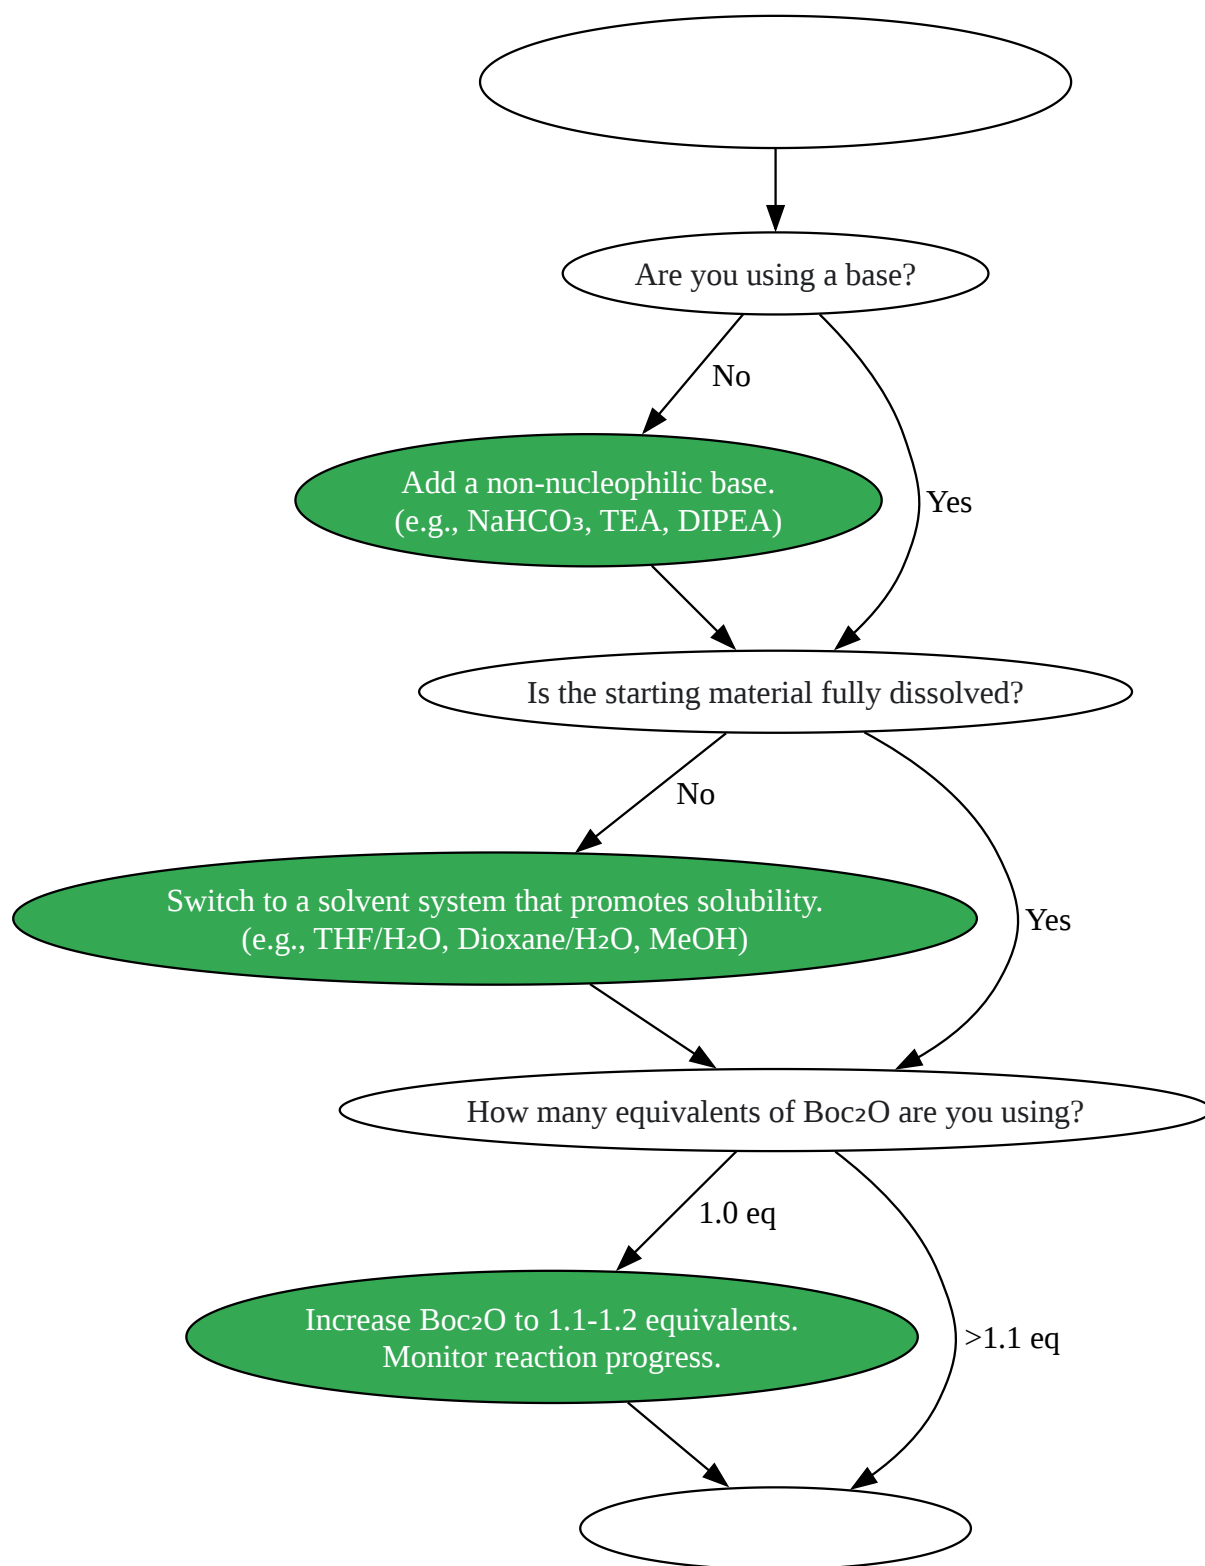 Are you using a base?
No
Add a non-nucleophilic base.
(e.g., NaHCO₃, TEA, DIPEA)
Yes
Is the starting material fully dissolved?
No
Switch to a solvent system that promotes solubility.
(e.g., THF/H₂O, Dioxane/H₂O, MeOH)
Yes
How many equivalents of Boc₂O are you using?
1.0 eq
Increase Boc₂O to 1.1-1.2 equivalents.
Monitor reaction progress.
>1.1 eq